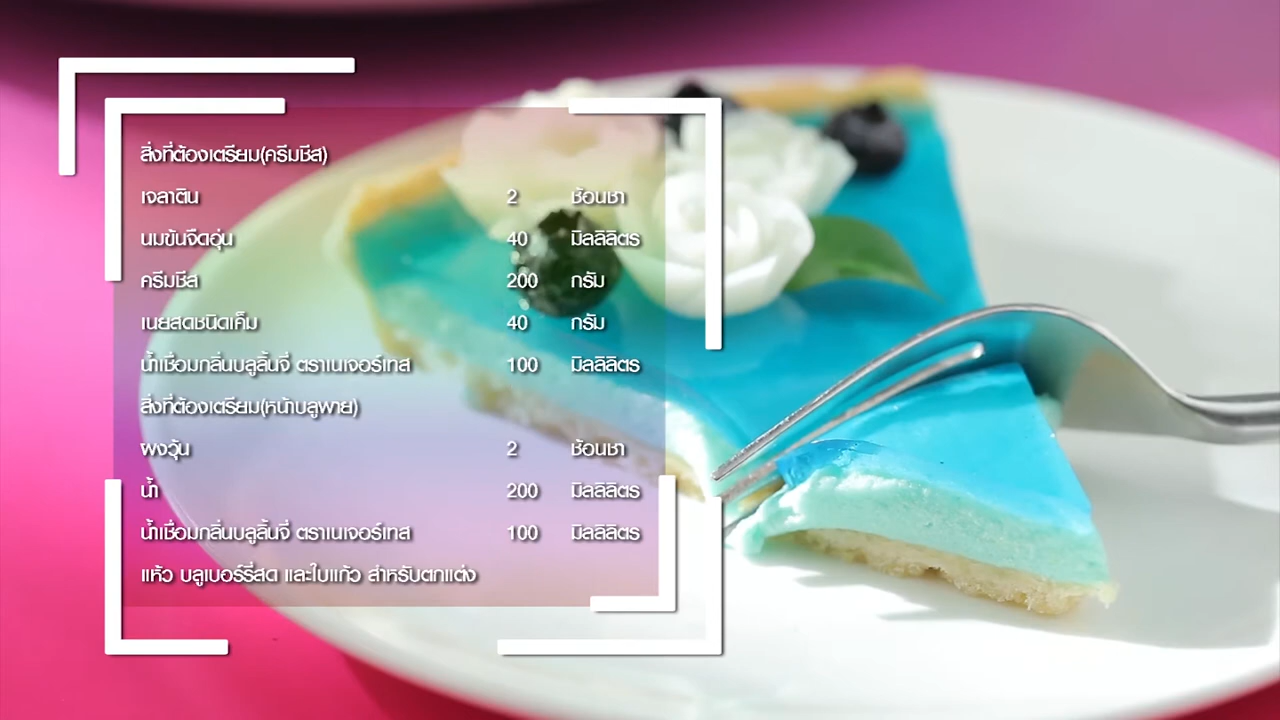 สิ่งที่ต้องเตรียม(ครีมชีส)
เจลาติน 2 ช้อนชา
นมข้นจืดอุ่น 40 มิลลิลิตร
ครีมชีส 200 กรัม
เนยสดชนิดเค็ม 40 กรัม
น้ำเชื่อมกลิ่นบลูลิ้นจี่ ตราเนเจอร์เทส 100 มิลลิลิตร
สิ่งที่ต้องเตรียม(หน้าบลูพาย)
ผงวุ้น 2 ช้อนชา
น้ำ 200 มิลลิลิตร
น้ำเชื่อมกลิ่นบลูลิ้นจี่ ตราเนเจอร์เทส 100 มิลลิลิตร
แห้ว บลูเบอร์รี่สด และใบแก้ว สำหรับตกแต่ง